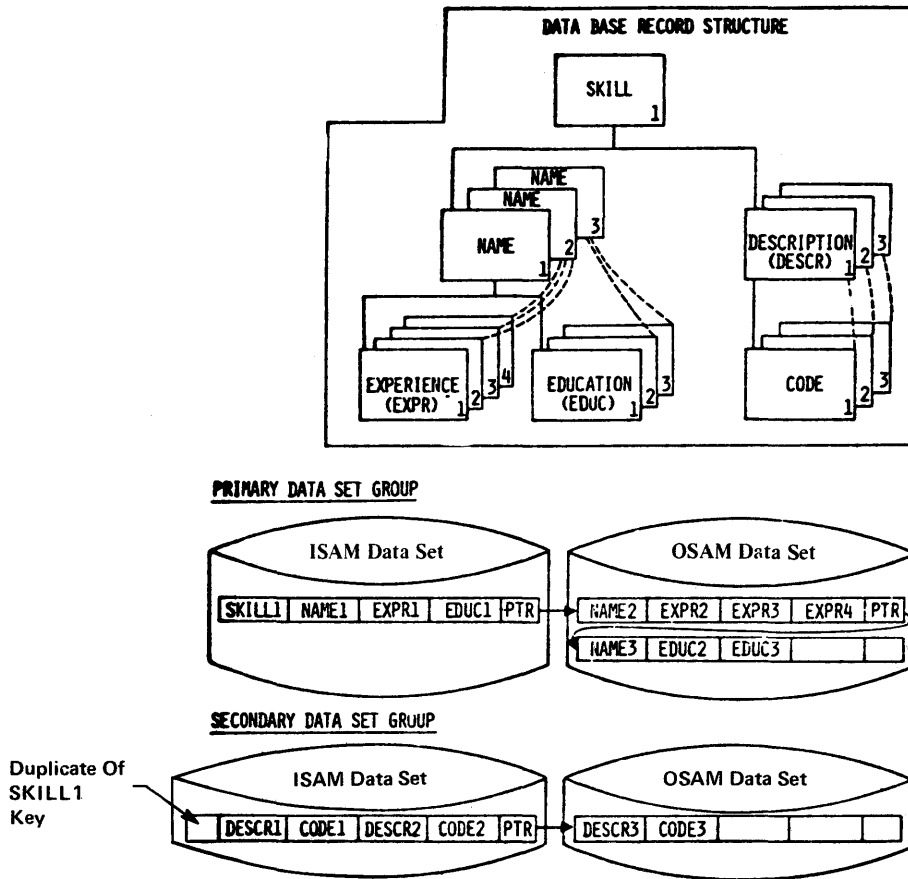 DATA BASE RECORD STRUCTURE
SKILL
1
NAME
NAME
3
NAME
2
1
DESCRIPTION
(DESCR)
1
2
3
EXPERIENCE
(EXPR)
1
2
3
4
EDUCATION
(EDUC)
1
2
3
CODE
1
2
3
PRIMARY DATA SET GROUP
ISAM Data Set
OSAM Data Set
SKILL1 NAME1 EXPR1 EDUC1 PTR
NAME2 EXPR2 EXPR3 EXPR4 PTR
NAME3 EDUC2 EDUC3
SECONDARY DATA SET GROUP
Duplicate Of
SKILL1
Key
ISAM Data Set
OSAM Data Set
DESCR1 CODE1 DESCR2 CODE2 PTR
DESCR3 CODE3